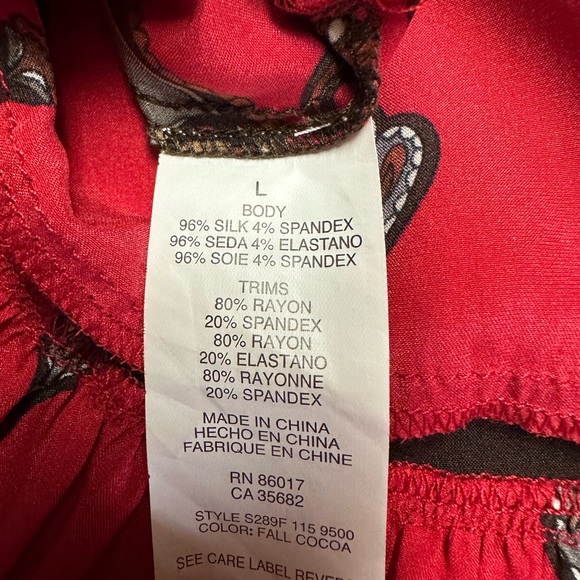 L
BODY
96% SILK 4% SPANDEX
96% SEDA 4% ELASTANO
96% SOIE 4% SPANDEX
TRIMS
80% RAYON
20% SPANDEX
80% RAYON
20% ELASTANO
80% RAYONNE
20% SPANDEX
MADE IN CHINA
HECHO EN CHINA
FABRIQUE EN CHINE
RN 86017
CA 35682
STYLE S289F 115 9500
COLOR: FALL COCOA
SEE CARE LABEL REVER